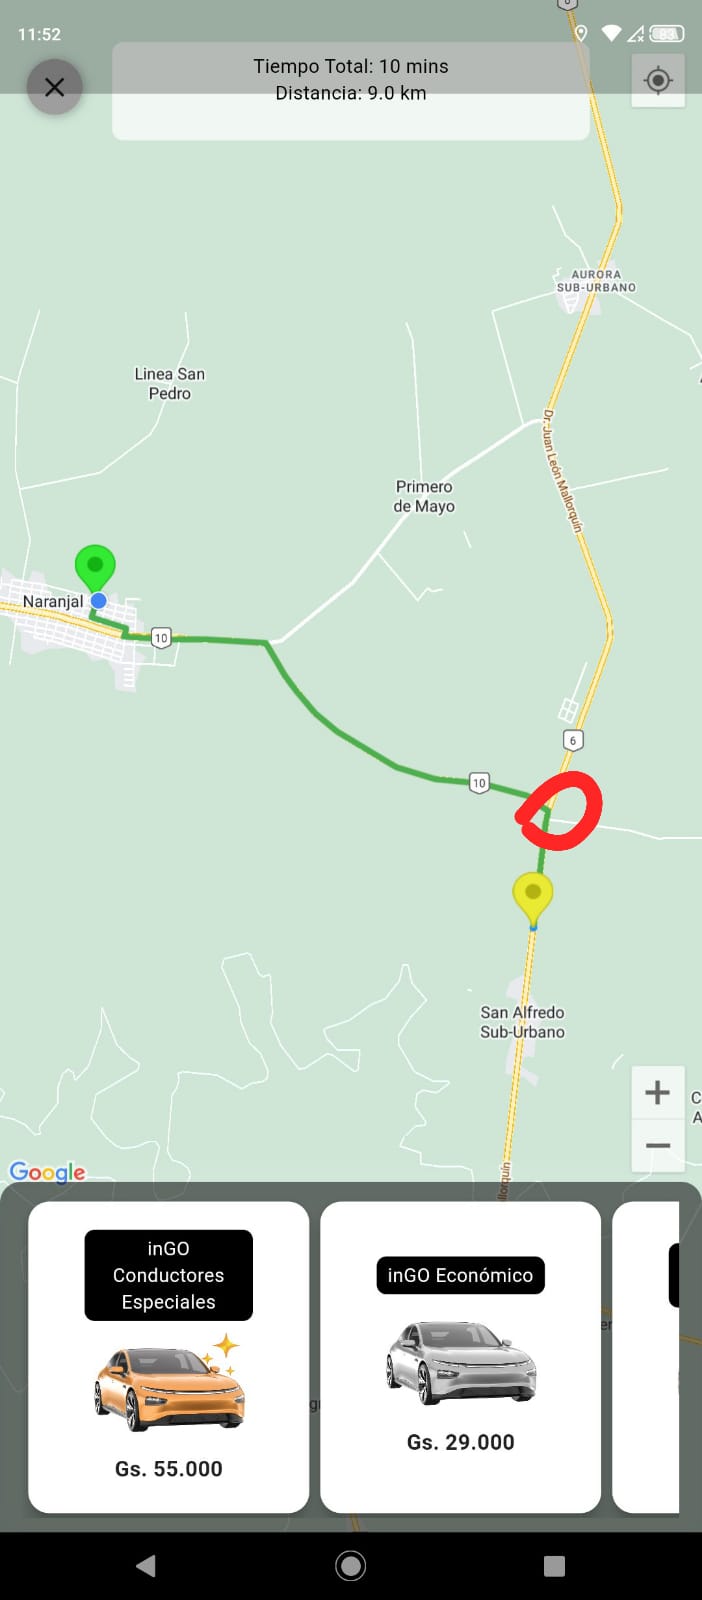 11:52
83
Tiempo Total: 10 mins
Distancia: 9.0 km
AURORA
SUB-URBANO
Linea San
Pedro
Dr. Juan León Mallorquín
Primero
de Mayo
Naranjal
10
6
10
San Alfredo
Sub-Urbano
Google
inGO
Conductores
Especiales
Gs. 55.000
inGO Económico
Gs. 29.000